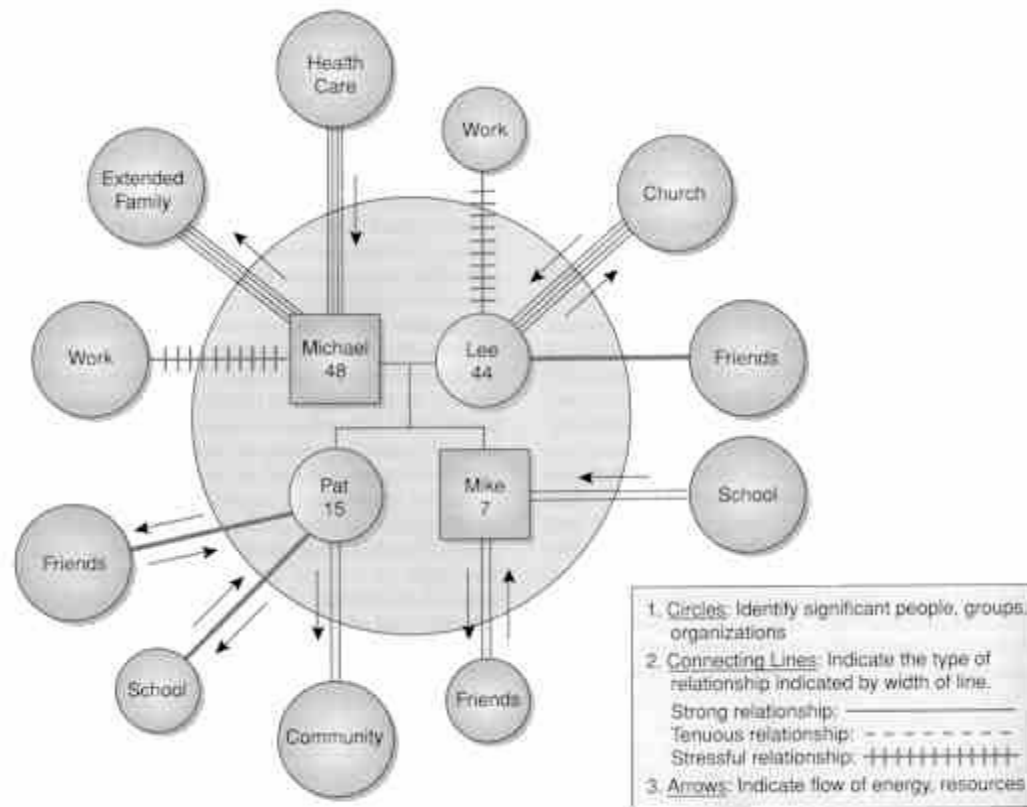 Health
Care
Work
Extended
Family
Church
Work
Michael
48
Lee
44
Friends
Pat
15
Mike
7
School
Friends
School
Community
Friends
1. Circles: Identify significant people, groups,
organizations
2. Connecting Lines: Indicate the type of
relationship indicated by width of line.
Strong relationship:
Tenuous relationship:
Stressful relationship:
3. Arrows: Indicate flow of energy, resources